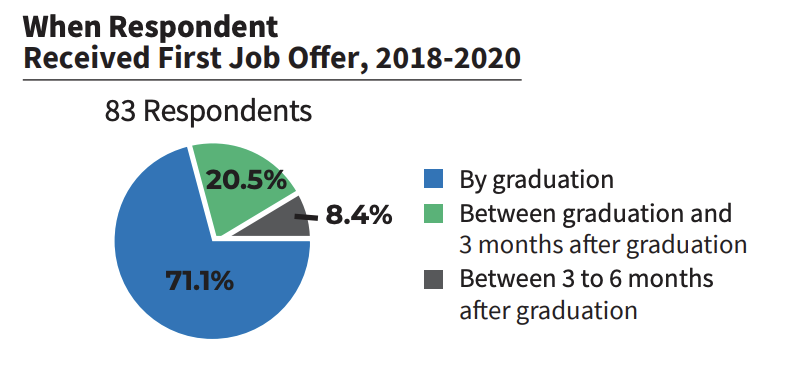 When Respondent
Received First Job Offer, 2018-2020
83 Respondents
20.5%
8.4%
71.1%
By graduation
Between graduation and
3 months after graduation
Between 3 to 6 months
after graduation